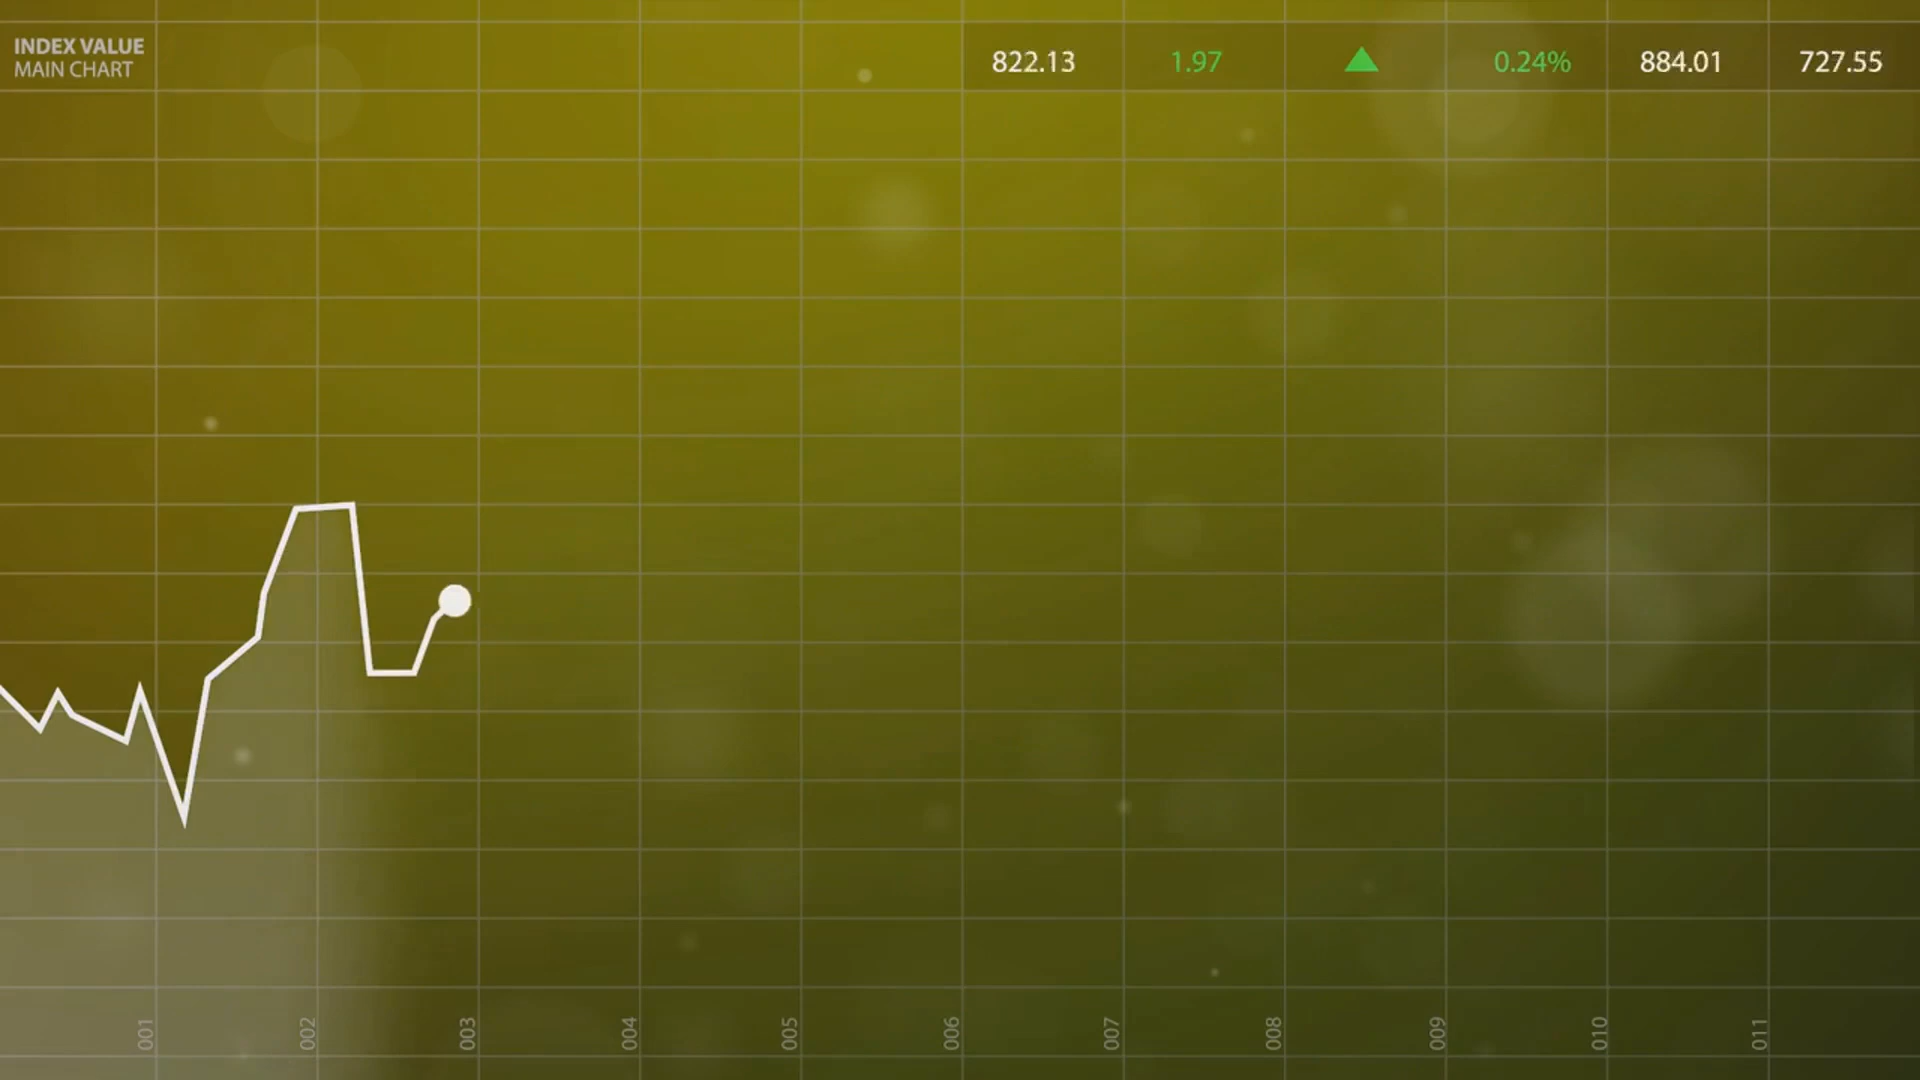 INDEX VALUE
MAIN CHART
822.13 1.97 0.24% 884.01 727.55
001 002 003 004 005 006 007 008 009 010 011